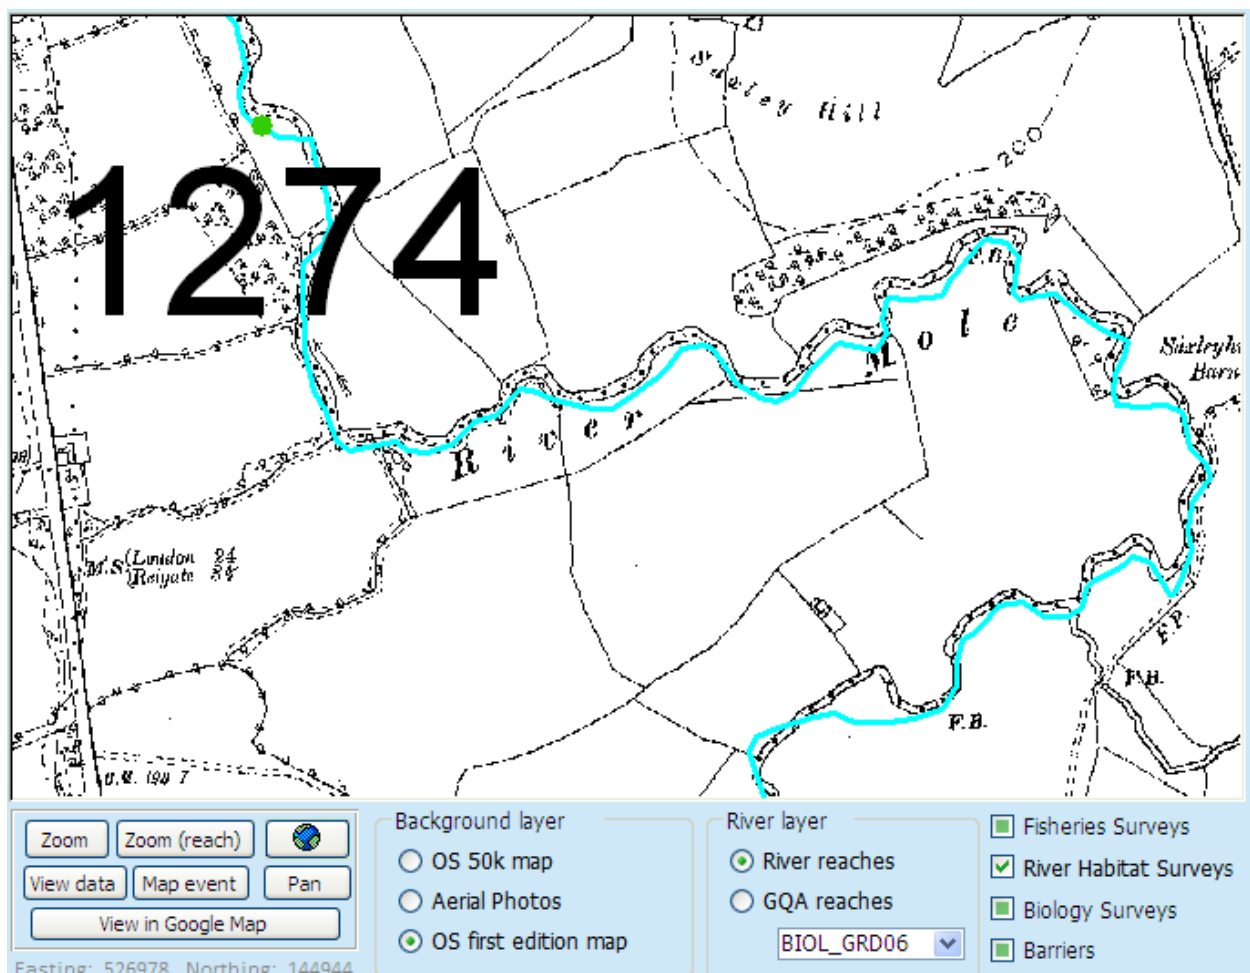 Saxley Hill
200
1274
F.B.
River Mole
Barn
M.S. {London 24
Reigate
F.P.
F.B.
F.B.
Zoom
Zoom (reach)
View data
Map event
Pan
View in Google Map
Easting: 526978 Northing: 144944
Background layer
OS 50k map
Aerial Photos
OS first edition map
River layer
River reaches
GQA reaches
BIOL_GRD06
Fisheries Surveys
River Habitat Surveys
Biology Surveys
Barriers